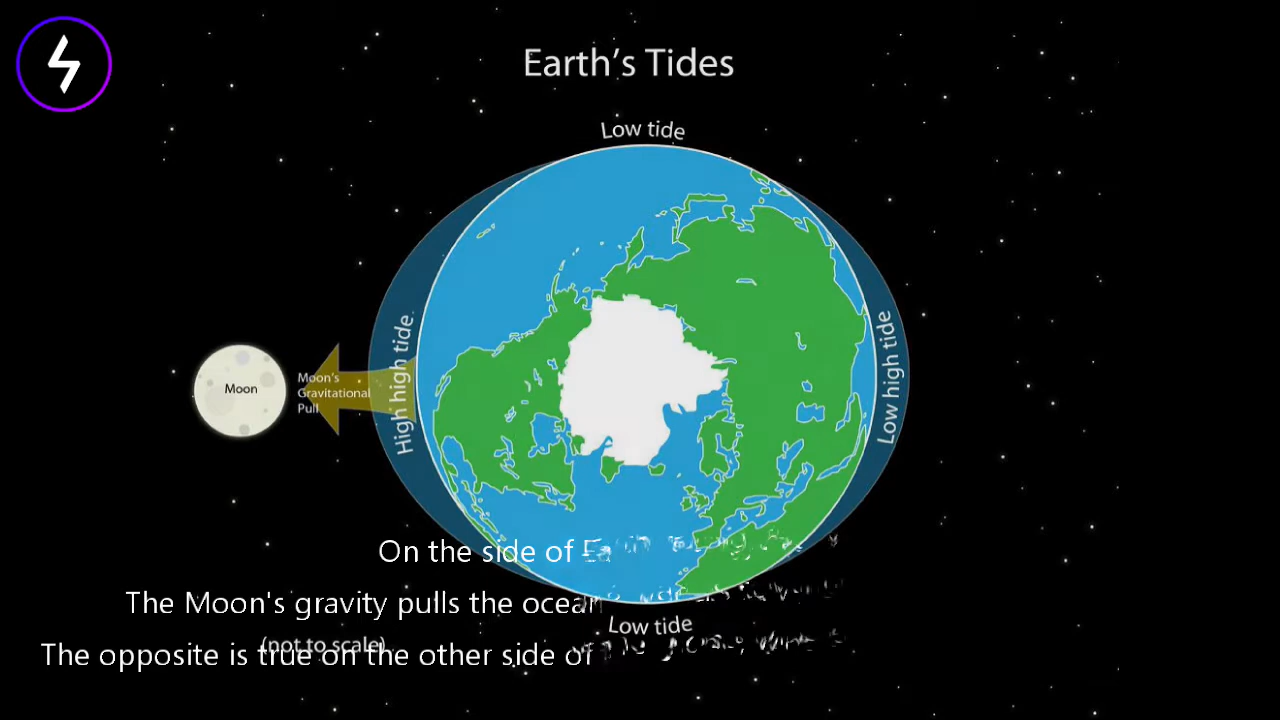 Earth's Tides
Low tide
High high tide
Low high tide
Moon
Moon's
Gravitational
Pull
On the side of
The Moon's gravity pulls the ocean
Low tide
(not to scale)
The opposite is true on the other side of